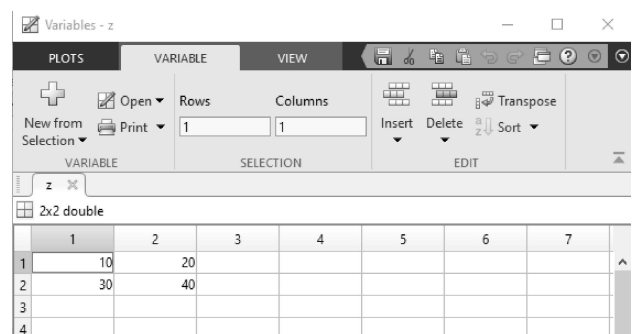 Variables - z
PLOTS VARIABLE VIEW
New from Selection
Open
Print
Rows Columns
1 1
Insert Delete
Transpose
Sort
VARIABLE SELECTION EDIT
z
2x2 double
1 2 3 4 5 6 7
1 10 20
2 30 40
3
4